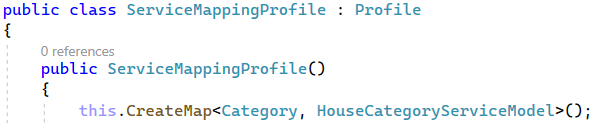 public class ServiceMappingProfile : Profile
{
0 references
public ServiceMappingProfile()
{
this.CreateMap<Category, HouseCategoryServiceModel>();